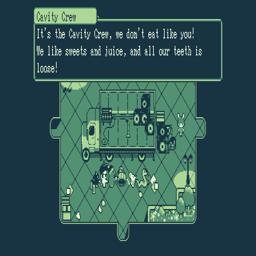 Cavity Crew
It's the Cavity Crew, we don't eat like you!
We like sweets and juice, and all our teeth is
loose!